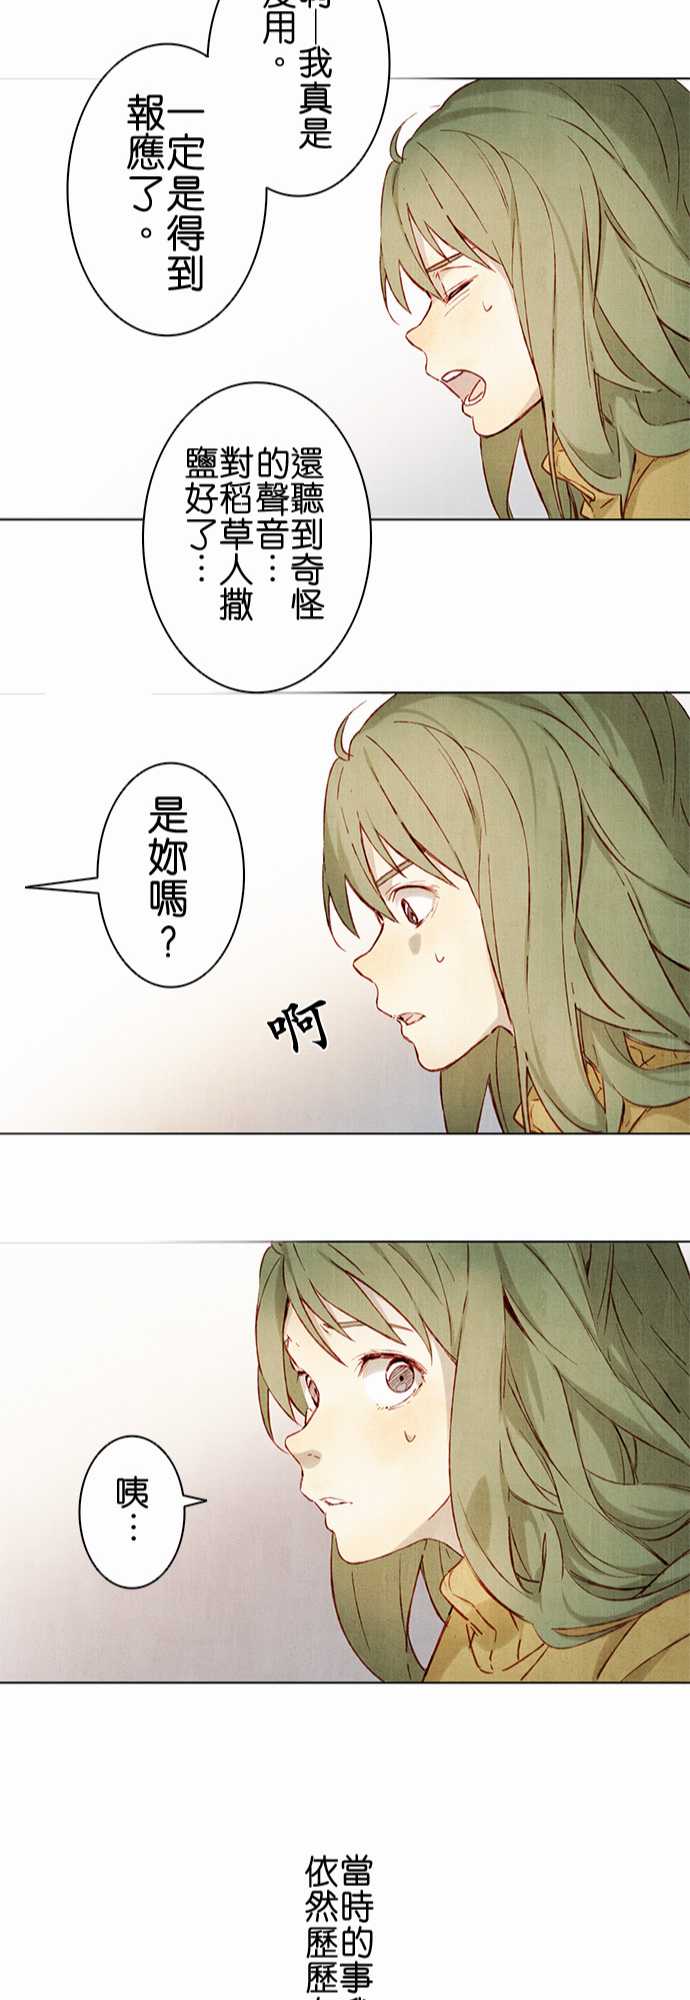 啊—我真是
沒用。
一定是得到
報應了。
還聽到奇怪
的聲音…
對稻草人撒
鹽好了…
是妳嗎？
啊
咦…
當時的事
依然歷歷